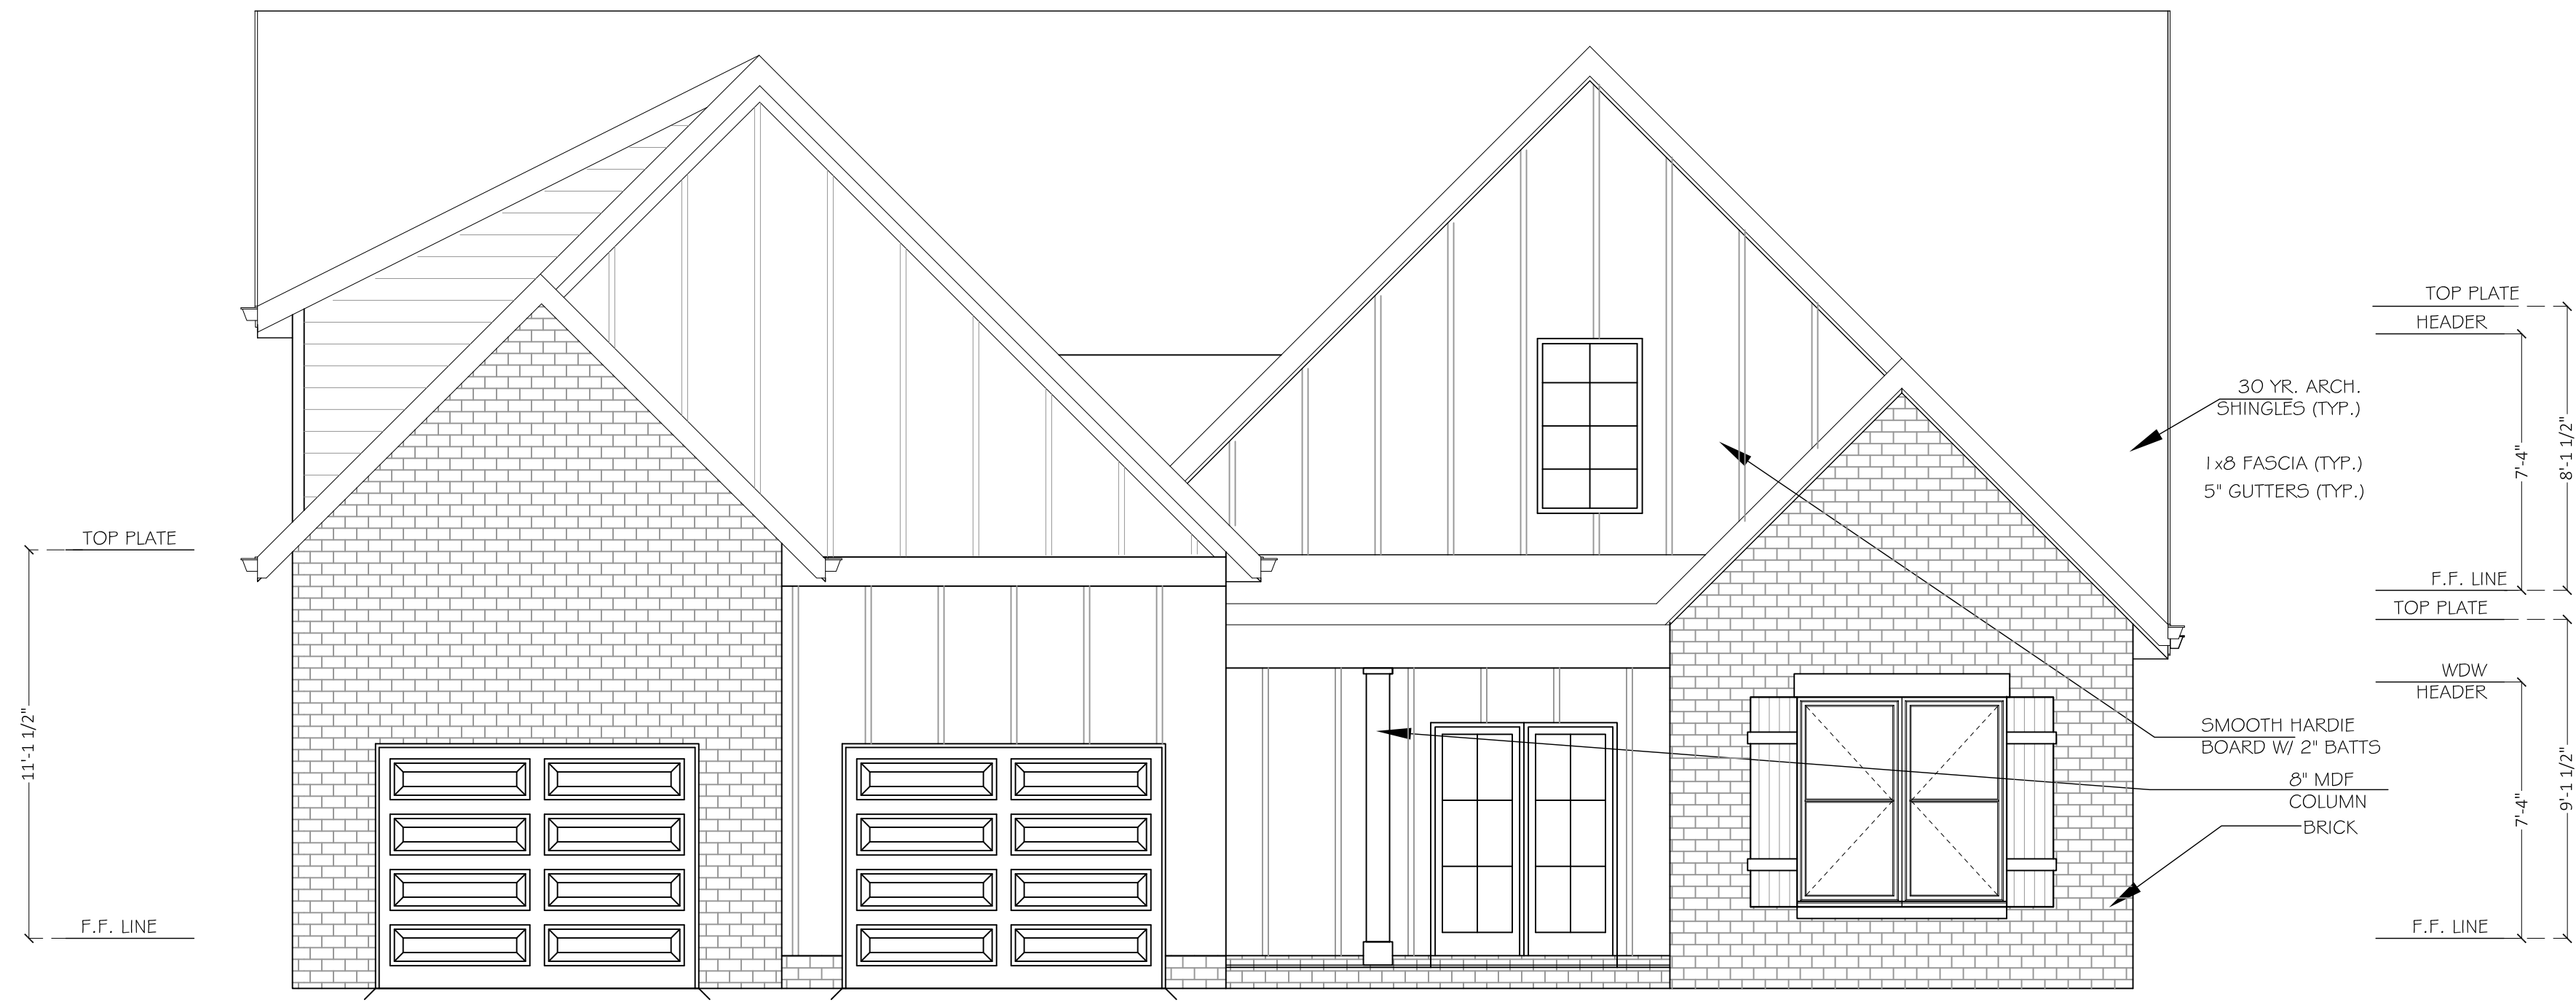 TOP PLATE
11'-1 1/2"
F.F. LINE
TOP PLATE
HEADER
30 YR. ARCH.
SHINGLES (TYP.)
1x8 FASCIA (TYP.)
5" GUTTERS (TYP.)
7'-4"
8'-1 1/2"
F.F. LINE
TOP PLATE
WDW
HEADER
SMOOTH HARDIE
BOARD W/ 2" BATTS
8" MDF
COLUMN
BRICK
7'-4"
9'-1 1/2"
F.F. LINE